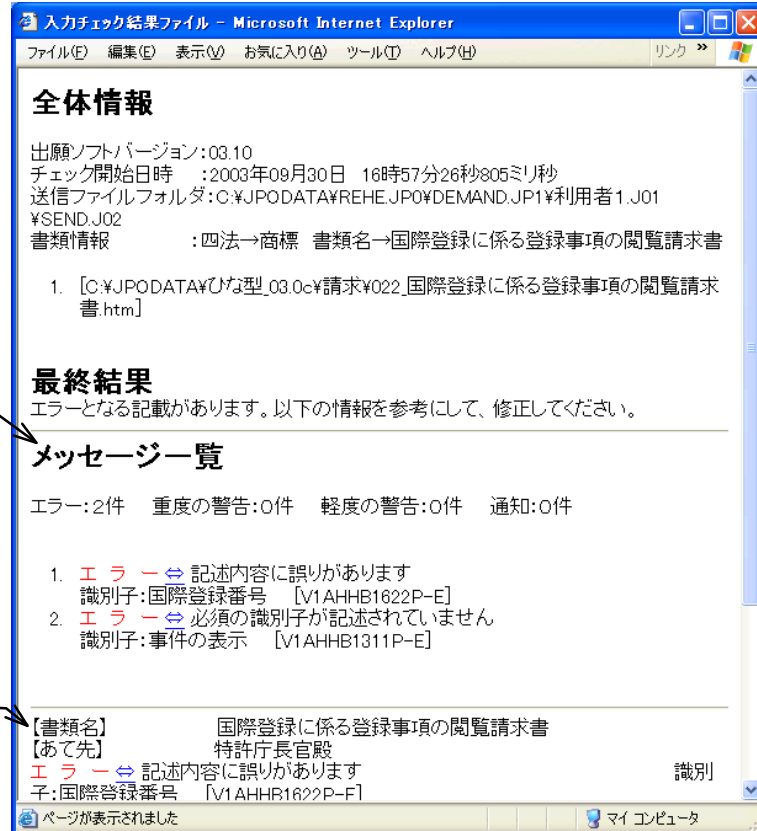 入力チェック結果ファイル - Microsoft Internet Explorer
ファイル(F) 編集(E) 表示(V) お気に入り(A) ツール(T) ヘルプ(H) リンク »
全体情報
出願ソフトバージョン:03.10
チェック開始日時 :2003年09月30日 16時57分26秒805ミリ秒
送信ファイルフォルダ:C:¥JPODATA¥REHE.JP0¥DEMAND.JP1¥利用者1.J01
¥SEND.J02
書類情報 :四法→商標 書類名→国際登録に係る登録事項の閲覧請求書
1. [C:¥JPODATA¥ひな型_03.0c¥請求¥022_国際登録に係る登録事項の閲覧請求
書.htm]
最終結果
エラーとなる記載があります。以下の情報を参考にして、修正してください。
メッセージ一覧
エラー:2件 重度の警告:0件 軽度の警告:0件 通知:0件
1. エ ラ ー⇔ 記述内容に誤りがあります
識別子:国際登録番号 [V1AHHB1622P-E]
2. エ ラ ー⇔ 必須の識別子が記述されていません
識別子:事件の表示 [V1AHHB1311P-E]
【書類名】 国際登録に係る登録事項の閲覧請求書
【あて先】 特許庁長官殿
エ ラ ー⇔ 記述内容に誤りがあります 識別
子:国際登録番号 [V1AHHB1622P-E]
ページが表示されました マイ コンピュータ